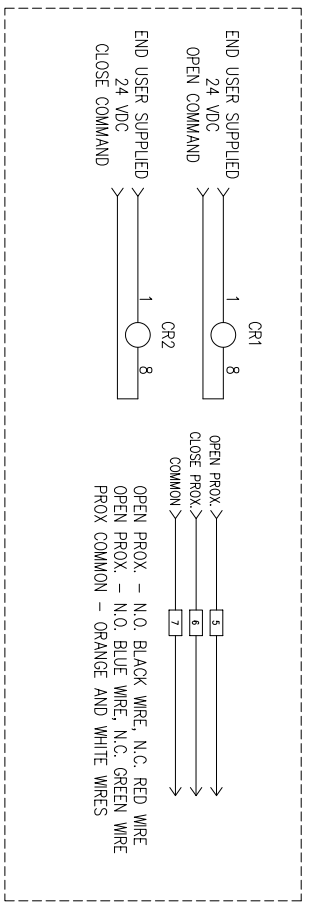 END USER SUPPLIED
24 VDC
OPEN COMMAND
CR1
1
8
END USER SUPPLIED
24 VDC
CLOSE COMMAND
1
8
CR2
OPEN PROX.
5
CLOSE PROX.
6
COMMON
7
OPEN PROX. – N.O. BLACK WIRE, N.C. RED WIRE
OPEN PROX. – N.O. BLUE WIRE, N.C. GREEN WIRE
PROX COMMON – ORANGE AND WHITE WIRES